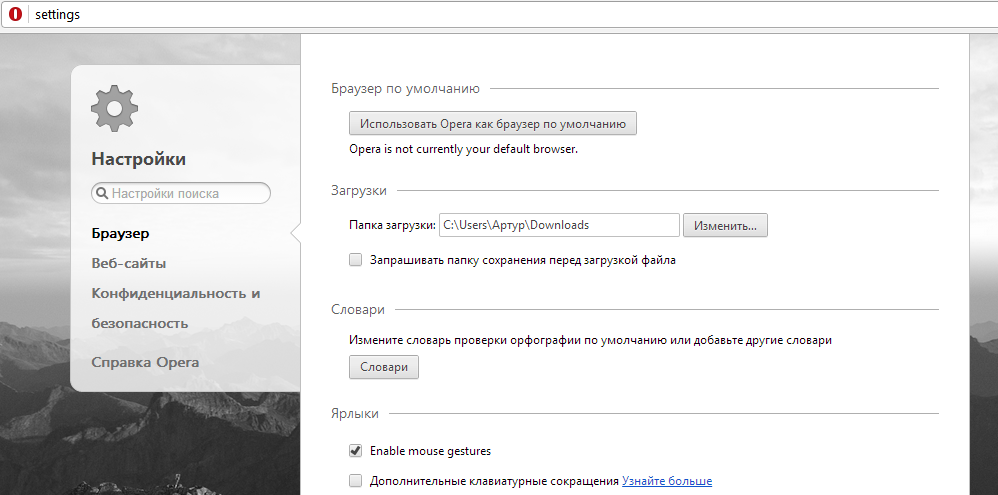 settings
Настройки
Настройки поиска
Браузер
Веб-сайты
Конфиденциальность и
безопасность
Справка Opera
Браузер по умолчанию
Использовать Opera как браузер по умолчанию
Opera is not currently your default browser.
Загрузки
Папка загрузки: C:\Users\Артур\Downloads Изменить...
Запрашивать папку сохранения перед загрузкой файла
Словари
Измените словарь проверки орфографии по умолчанию или добавьте другие словари
Словари
Ярлыки
Enable mouse gestures
Дополнительные клавиатурные сокращения Узнайте больше